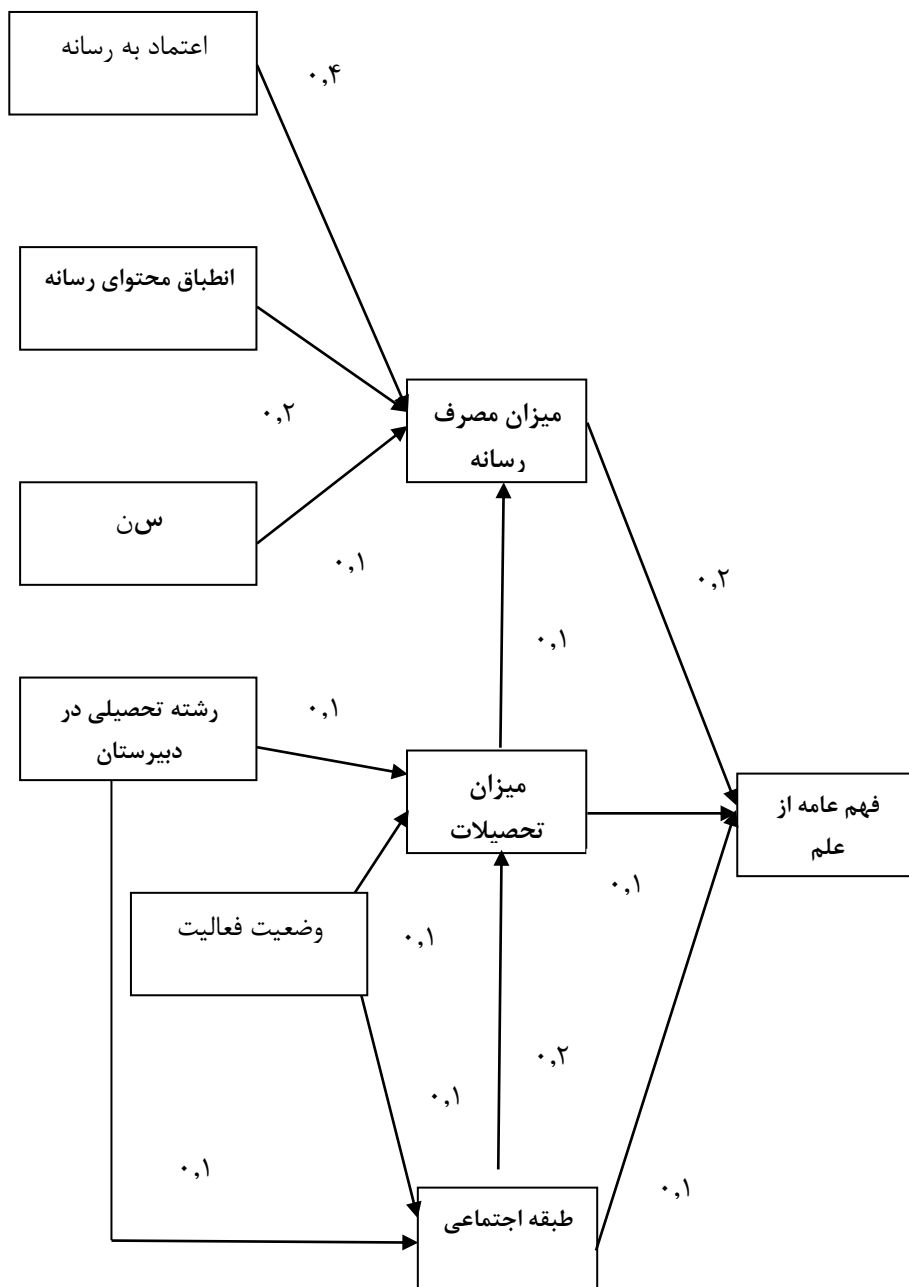 اعتماد به رسانه
۰,۴
انطباق محتوای رسانه
میزان مصرف
رسانه
۰,۲
سن
۰,۱
۰,۲
۰,۱
رشته تحصیلی در
دبیرستان
۰,۱
میزان
تحصیلات
فهم عامه از
علم
۰,۱
وضعیت فعالیت
۰,۱
۰,۲
۰,۱
۰,۱
۰,۱
طبقه اجتماعی